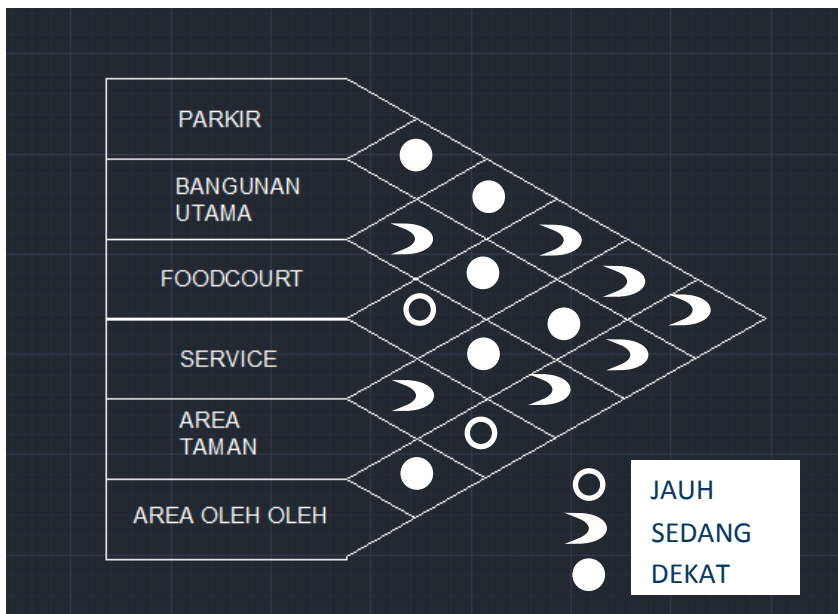 PARKIR
BANGUNAN
UTAMA
FOODCOURT
SERVICE
AREA
TAMAN
AREA OLEH OLEH
JAUH
SEDANG
DEKAT